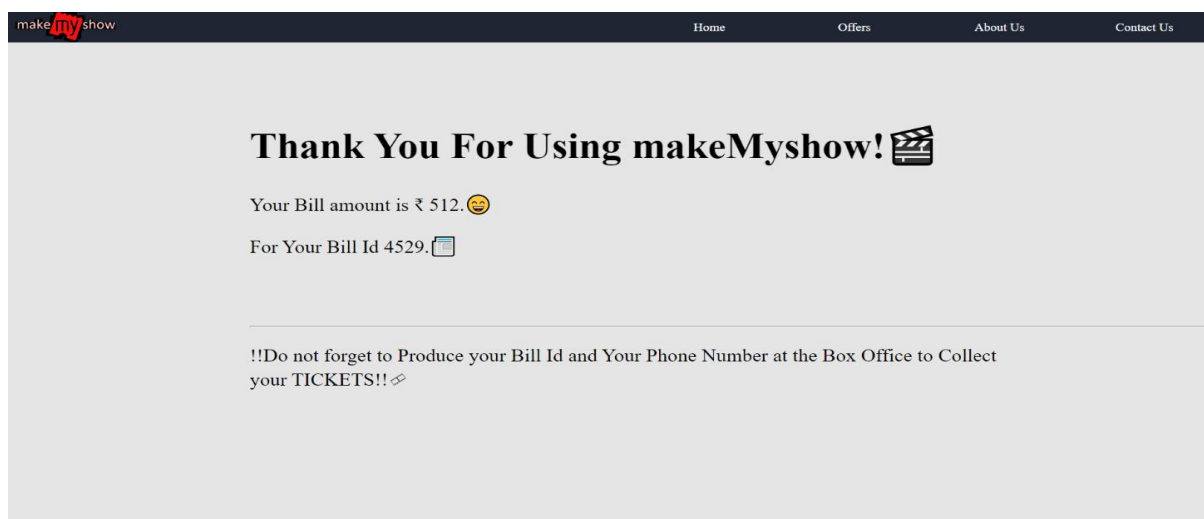 make my show
Home Offers About Us Contact Us
Thank You For Using makeMyshow!🎬
Your Bill amount is ₹ 512.😄
For Your Bill Id 4529.📰
!!Do not forget to Produce your Bill Id and Your Phone Number at the Box Office to Collect
your TICKETS!!